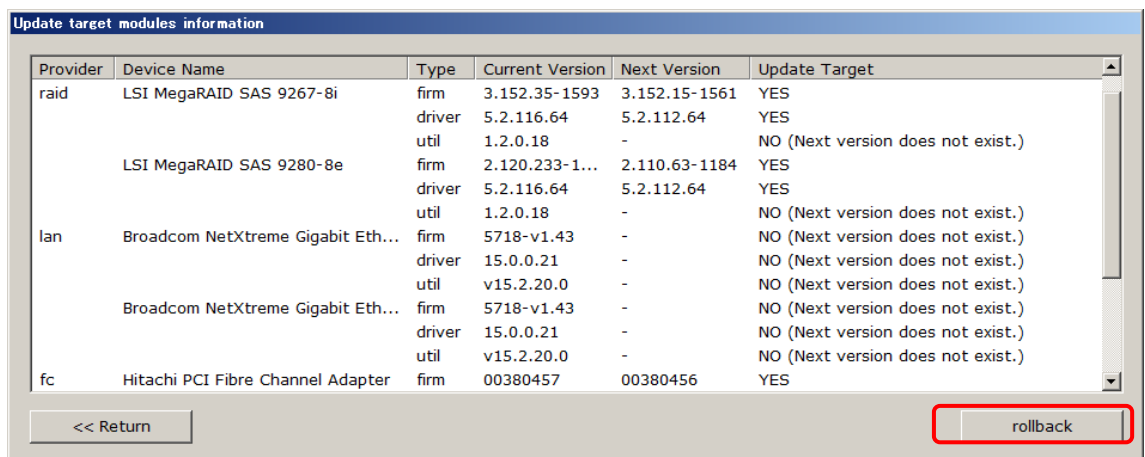 Update target modules information
Provider Device Name Type Current Version Next Version Update Target
raid LSI MegaRAID SAS 9267-8i firm 3.152.35-1593 3.152.15-1561 YES
driver 5.2.116.64 5.2.112.64 YES
util 1.2.0.18 - NO (Next version does not exist.)
LSI MegaRAID SAS 9280-8e firm 2.120.233-1... 2.110.63-1184 YES
driver 5.2.116.64 5.2.112.64 YES
util 1.2.0.18 - NO (Next version does not exist.)
lan Broadcom NetXtreme Gigabit Eth... firm 5718-v1.43 - NO (Next version does not exist.)
driver 15.0.0.21 - NO (Next version does not exist.)
util v15.2.20.0 - NO (Next version does not exist.)
Broadcom NetXtreme Gigabit Eth... firm 5718-v1.43 - NO (Next version does not exist.)
driver 15.0.0.21 - NO (Next version does not exist.)
util v15.2.20.0 - NO (Next version does not exist.)
fc Hitachi PCI Fibre Channel Adapter firm 00380457 00380456 YES
<< Return rollback